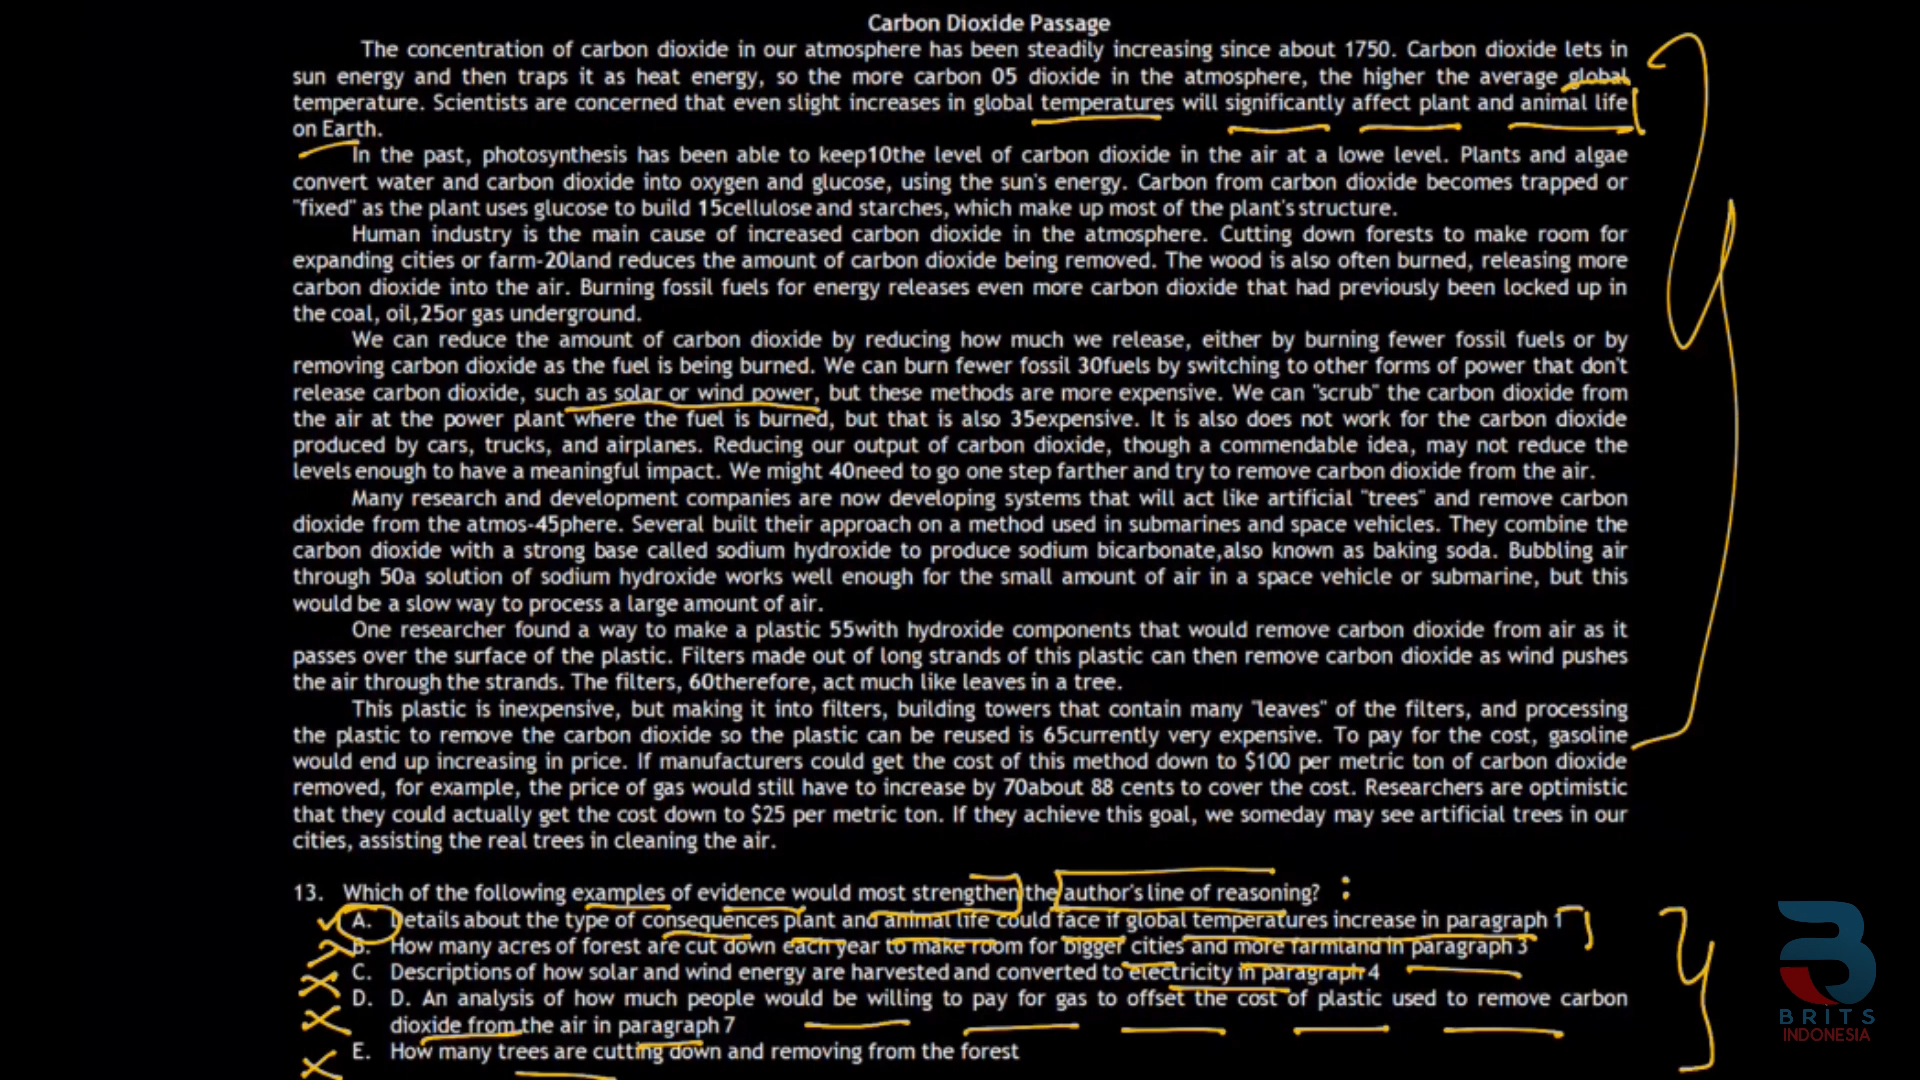 Carbon Dioxide Passage
The concentration of carbon dioxide in our atmosphere has been steadily increasing since about 1750. Carbon dioxide lets in
sun energy and then traps it as heat energy, so the more carbon 05 dioxide in the atmosphere, the higher the average global
temperature. Scientists are concerned that even slight increases in global temperatures will significantly affect plant and animal life
on Earth.
In the past, photosynthesis has been able to keep10the level of carbon dioxide in the air at a lowe level. Plants and algae
convert water and carbon dioxide into oxygen and glucose, using the sun's energy. Carbon from carbon dioxide becomes trapped or
"fixed" as the plant uses glucose to build 15cellulose and starches, which make up most of the plant's structure.
Human industry is the main cause of increased carbon dioxide in the atmosphere. Cutting down forests to make room for
expanding cities or farm-20land reduces the amount of carbon dioxide being removed. The wood is also often burned, releasing more
carbon dioxide into the air. Burning fossil fuels for energy releases even more carbon dioxide that had previously been locked up in
the coal, oil,25or gas underground.
We can reduce the amount of carbon dioxide by reducing how much we release, either by burning fewer fossil fuels or by
removing carbon dioxide as the fuel is being burned. We can burn fewer fossil 30fuels by switching to other forms of power that don't
release carbon dioxide, such as solar or wind power, but these methods are more expensive. We can "scrub" the carbon dioxide from
the air at the power plant where the fuel is burned, but that is also 35expensive. It is also does not work for the carbon dioxide
produced by cars, trucks, and airplanes. Reducing our output of carbon dioxide, though a commendable idea, may not reduce the
levels enough to have a meaningful impact. We might 40need to go one step farther and try to remove carbon dioxide from the air.
Many research and development companies are now developing systems that will act like artificial "trees" and remove carbon
dioxide from the atmos-45phere. Several built their approach on a method used in submarines and space vehicles. They combine the
carbon dioxide with a strong base called sodium hydroxide to produce sodium bicarbonate,also known as baking soda. Bubbling air
through 50a solution of sodium hydroxide works well enough for the small amount of air in a space vehicle or submarine, but this
would be a slow way to process a large amount of air.
One researcher found a way to make a plastic 55with hydroxide components that would remove carbon dioxide from air as it
passes over the surface of the plastic. Filters made out of long strands of this plastic can then remove carbon dioxide as wind pushes
the air through the strands. The filters, 60therefore, act much like leaves in a tree.
This plastic is inexpensive, but making it into filters, building towers that contain many "leaves" of the filters, and processing
the plastic to remove the carbon dioxide so the plastic can be reused is 65currently very expensive. To pay for the cost, gasoline
would end up increasing in price. If manufacturers could get the cost of this method down to $100 per metric ton of carbon dioxide
removed, for example, the price of gas would still have to increase by 70about 88 cents to cover the cost. Researchers are optimistic
that they could actually get the cost down to $25 per metric ton. If they achieve this goal, we someday may see artificial trees in our
cities, assisting the real trees in cleaning the air.
13. Which of the following examples of evidence would most strengthen the author's line of reasoning? :
A. Details about the type of consequences plant and animal life could face if global temperatures increase in paragraph 1
B. How many acres of forest are cut down each year to make room for bigger cities and more farmland in paragraph 3
C. Descriptions of how solar and wind energy are harvested and converted to electricity in paragraph 4
D. D. An analysis of how much people would be willing to pay for gas to offset the cost of plastic used to remove carbon
dioxide from the air in paragraph 7
E. How many trees are cutting down and removing from the forest
BRITS
INDONESIA